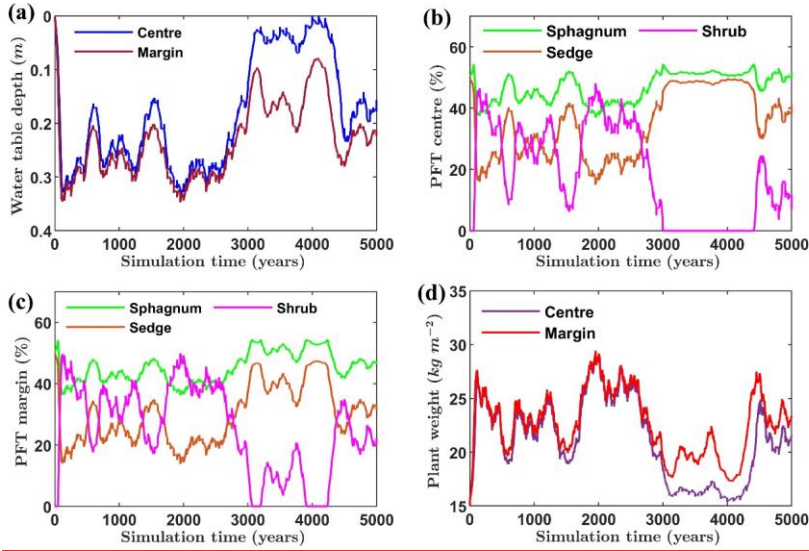 (a)
0.0
0.1
0.2
0.3
0.4
Water table depth (m)
Centre
Margin
0 1000 2000 3000 4000 5000
Simulation time (years)
(b)
60
40
20
0
PFT centre (%)
Sphagnum Shrub
Sedge
0 1000 2000 3000 4000 5000
Simulation time (years)
(c)
60
40
20
0
PFT margin (%)
Sphagnum Shrub
Sedge
0 1000 2000 3000 4000 5000
Simulation time (years)
(d)
35
30
25
20
15
Plant weight (kg m⁻²)
Centre
Margin
0 1000 2000 3000 4000 5000
Simulation time (years)